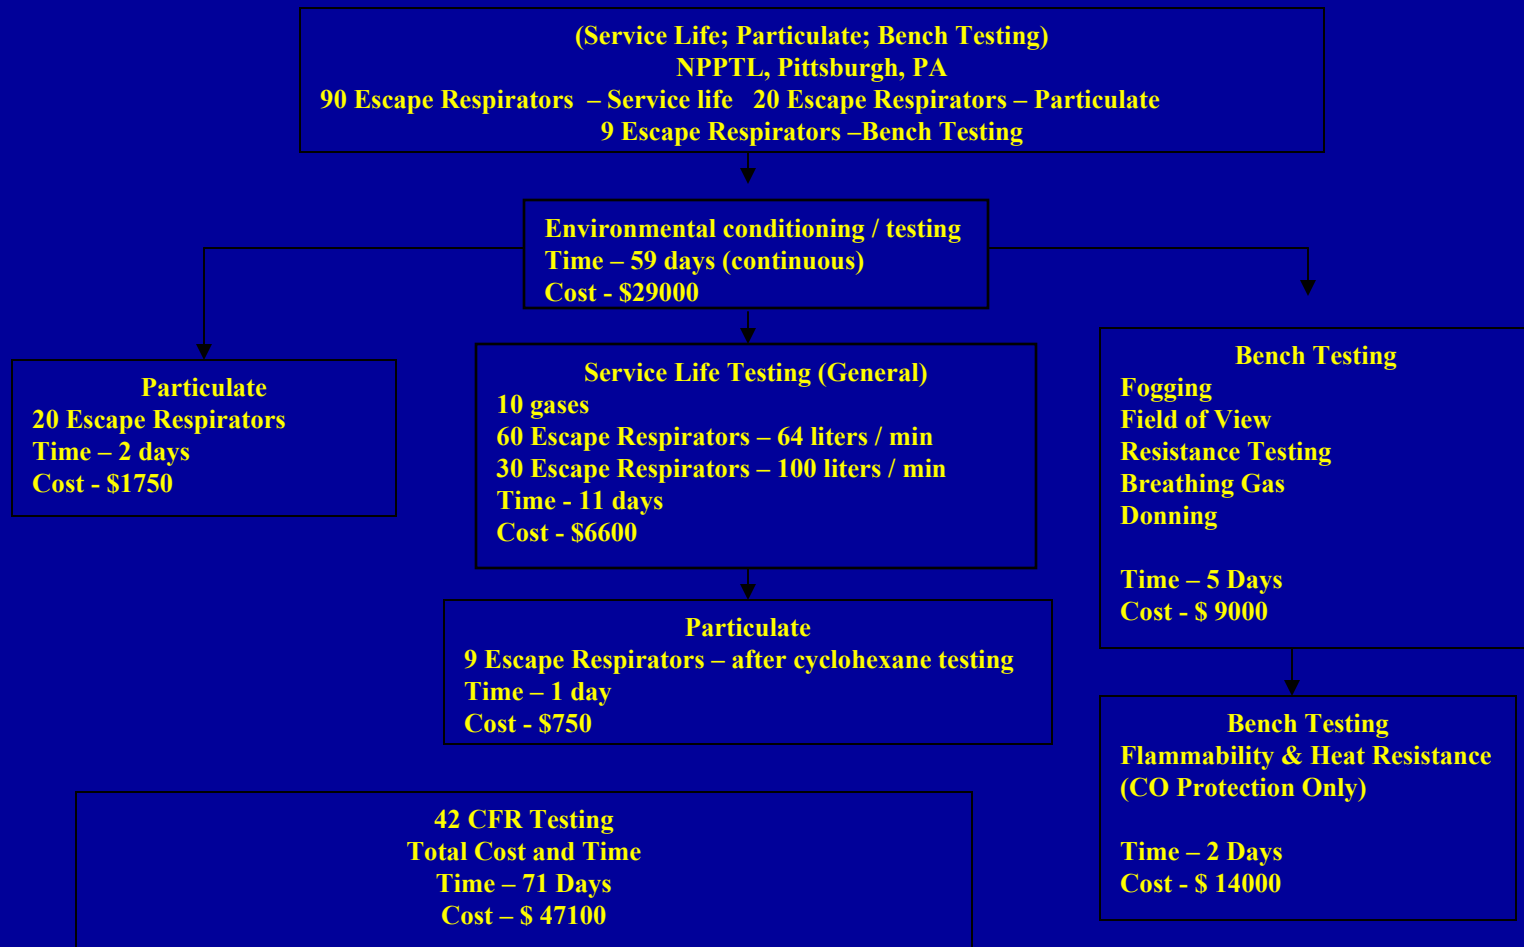 (Service Life; Particulate; Bench Testing)
NPPTL, Pittsburgh, PA
90 Escape Respirators – Service life 20 Escape Respirators – Particulate
9 Escape Respirators –Bench Testing
Environmental conditioning / testing
Time – 59 days (continuous)
Cost - $29000
Particulate
20 Escape Respirators
Time – 2 days
Cost - $1750
Service Life Testing (General)
10 gases
60 Escape Respirators – 64 liters / min
30 Escape Respirators – 100 liters / min
Time - 11 days
Cost - $6600
Bench Testing
Fogging
Field of View
Resistance Testing
Breathing Gas
Donning
Time – 5 Days
Cost - $ 9000
Particulate
9 Escape Respirators – after cyclohexane testing
Time – 1 day
Cost - $750
Bench Testing
Flammability & Heat Resistance
(CO Protection Only)
Time – 2 Days
Cost - $ 14000
42 CFR Testing
Total Cost and Time
Time – 71 Days
Cost – $ 47100